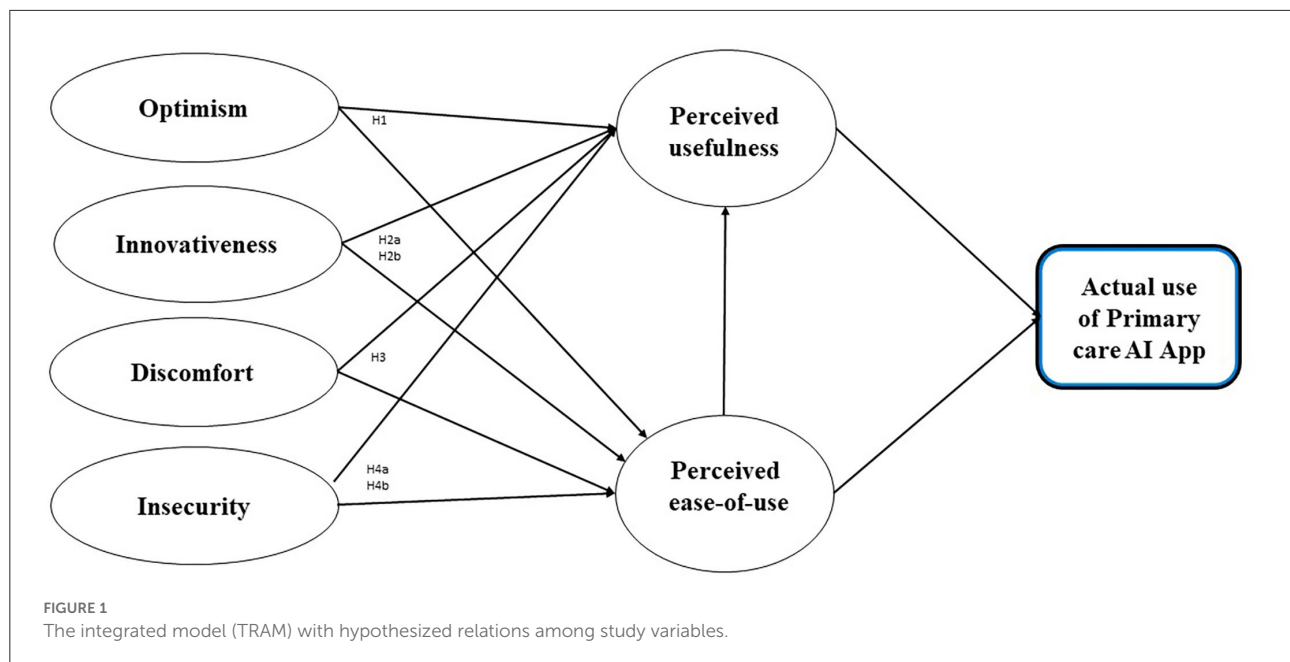 Optimism
H1
Innovativeness
H2a
H2b
Discomfort
H3
Insecurity
H4a
H4b
Perceived
usefulness
Perceived
ease-of-use
Actual use
of Primary
care AI App
FIGURE 1
The integrated model (TRAM) with hypothesized relations among study variables.